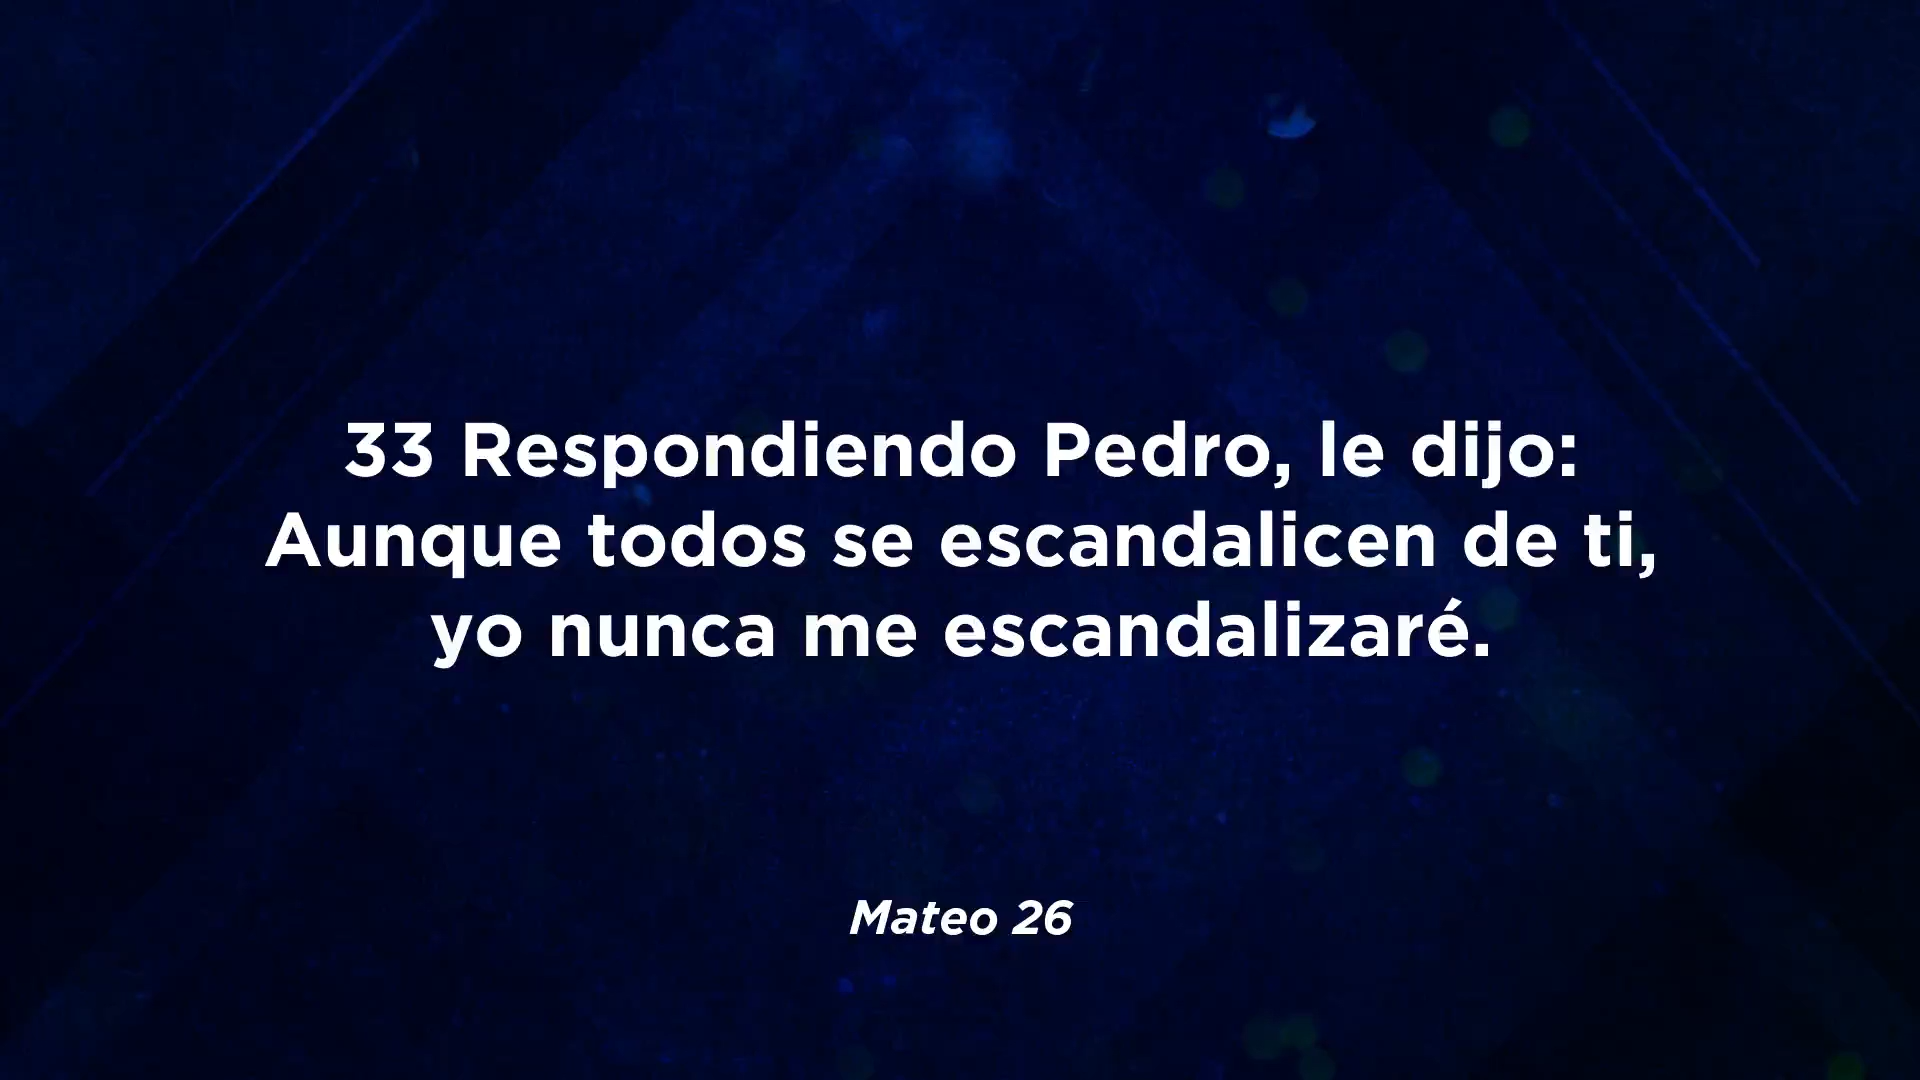 33 Respondiendo Pedro, le dijo:
Aunque todos se escandalicen de ti,
yo nunca me escandalizaré.
Mateo 26